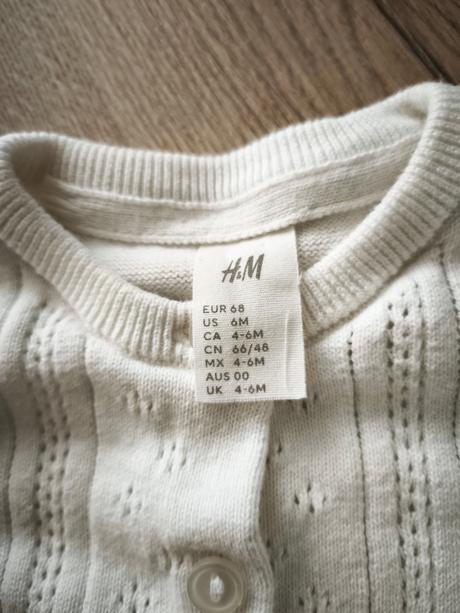 H&M
EUR 68
US 6M
CA 4-6M
CN 66/48
MX 4-6M
AUS 00
UK 4-6M